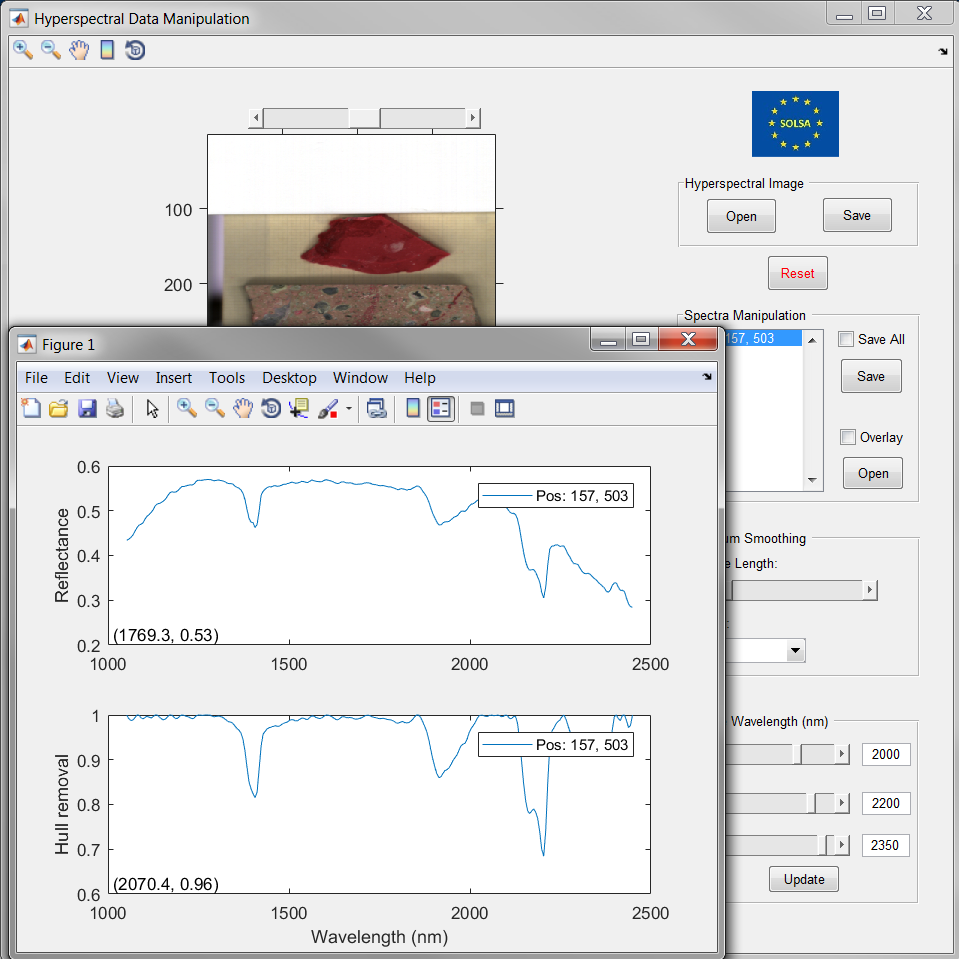 Hyperspectral Data Manipulation
SOLSA
Hyperspectral Image
Open
Save
Reset
100
200
Spectra Manipulation
157, 503
Save All
Save
Overlay
Open
Figure 1
File Edit View Insert Tools Desktop Window Help
0.6
0.5
0.4
0.3
0.2
Reflectance
Pos: 157, 503
(1769.3, 0.53)
1000 1500 2000 2500
1
0.9
0.8
0.7
0.6
Hull removal
Pos: 157, 503
(2070.4, 0.96)
1000 1500 2000 2500
Wavelength (nm)
um Smoothing
e Length:
Wavelength (nm)
2000
2200
2350
Update